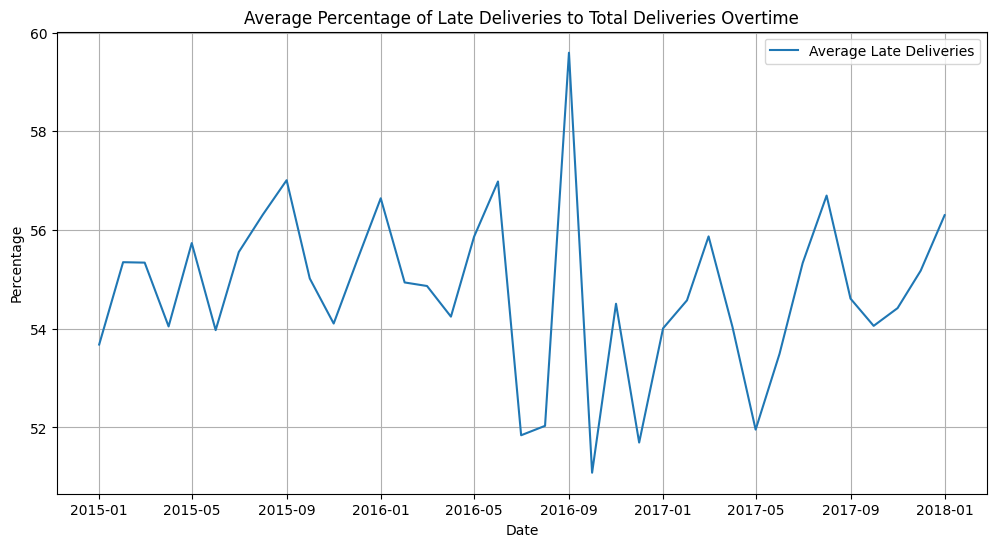 Average Percentage of Late Deliveries to Total Deliveries Overtime
Average Late Deliveries
Percentage
60
58
56
54
52
2015-01 2015-05 2015-09 2016-01 2016-05 2016-09 2017-01 2017-05 2017-09 2018-01
Date